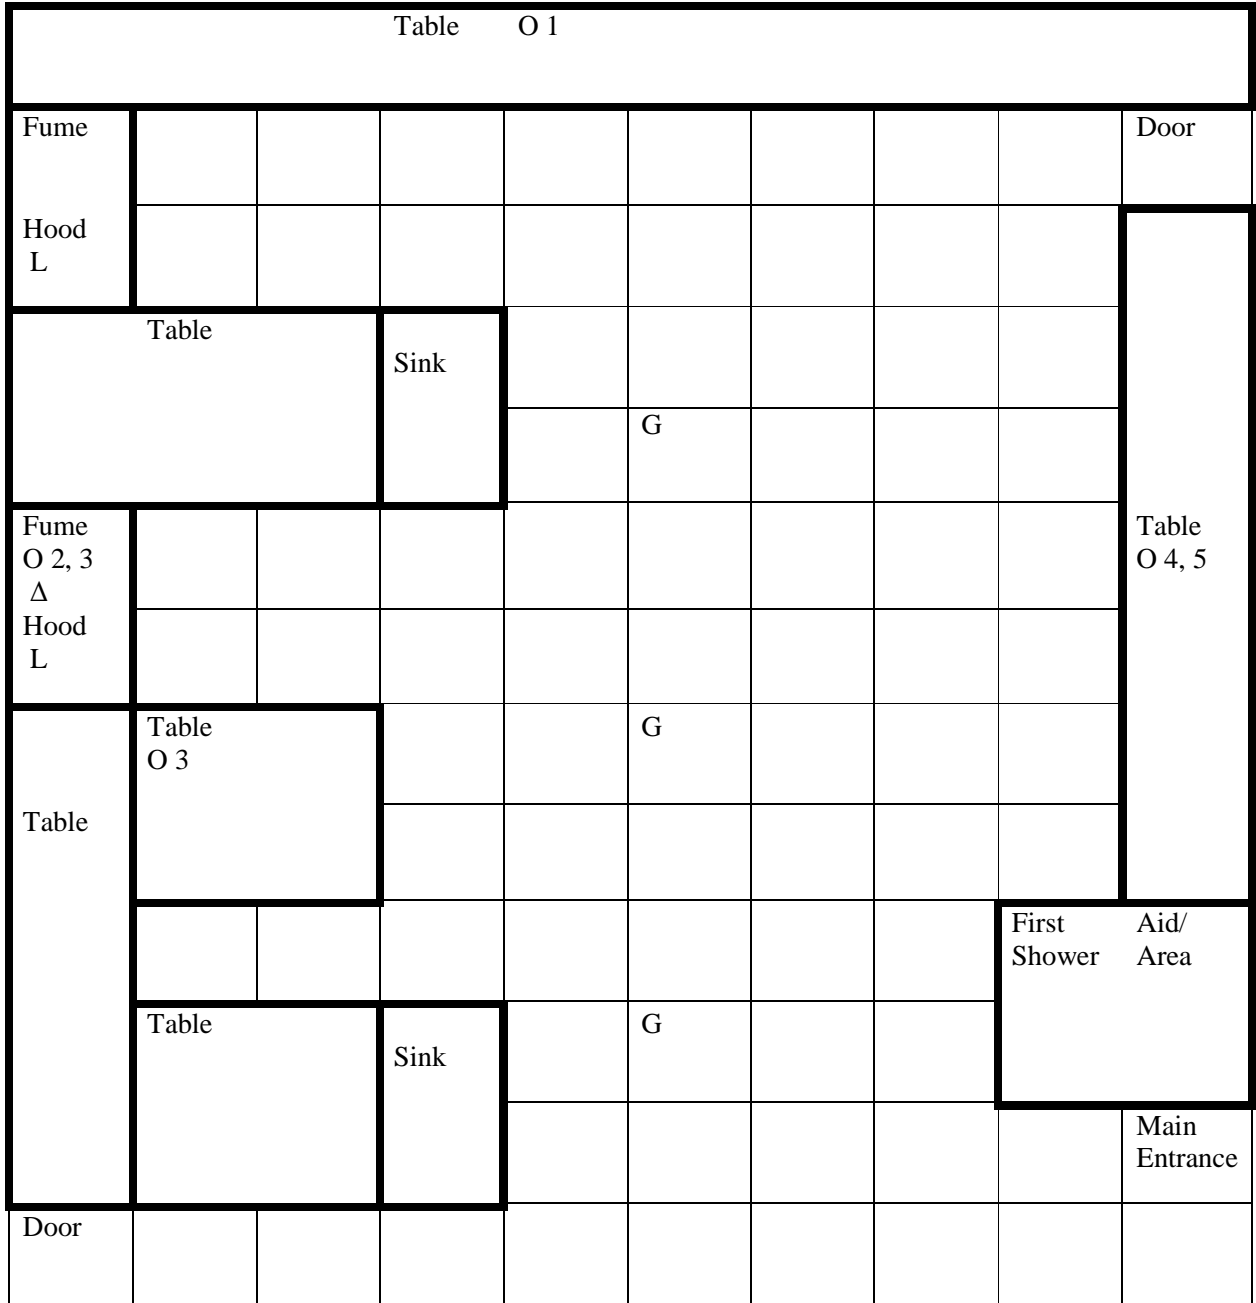 Table O 1
Fume
Door
Hood
L
Table
Sink
G
Fume
O 2, 3
Δ
Hood
L
Table
O 4, 5
Table
O 3
G
Table
First Aid/
Shower Area
Table
Sink
G
Main
Entrance
Door